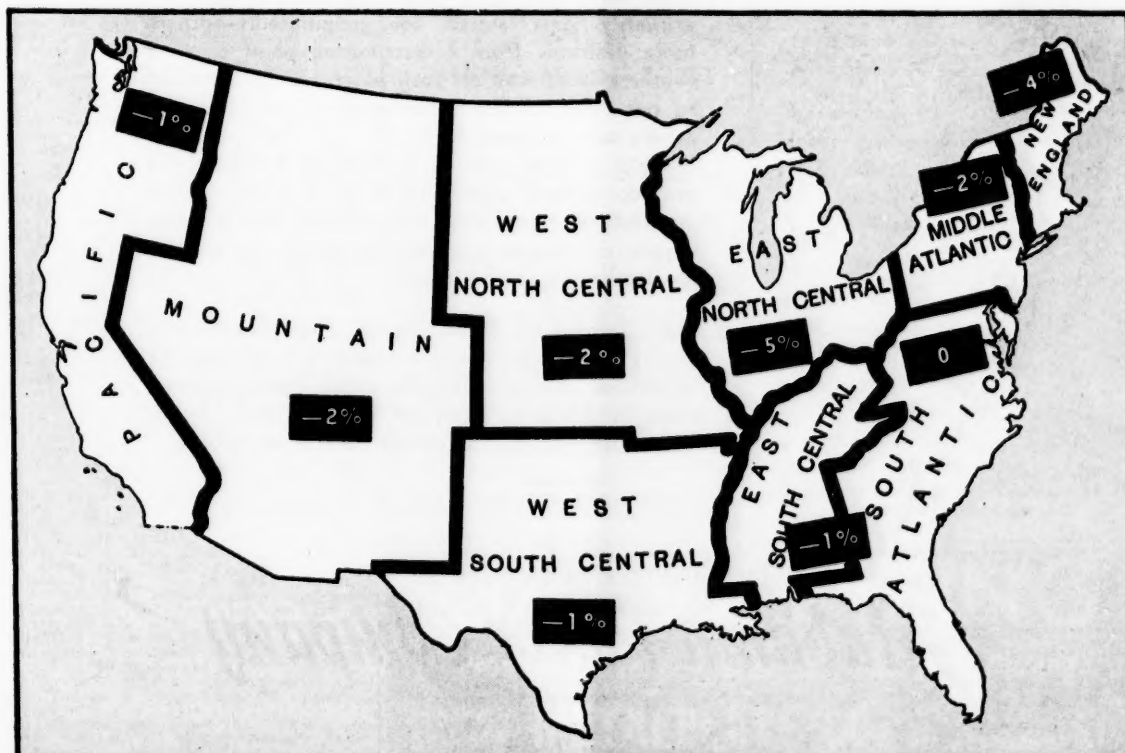 —1%
PACIFIC
MOUNTAIN
—2%
WEST
NORTH CENTRAL
—2%
EAST
NORTH CENTRAL
—5%
—4%
NEW
ENGLAND
—2%
MIDDLE
ATLANTIC
0
SOUTH
ATLANTIC
EAST
SOUTH CENTRAL
—1%
WEST
SOUTH CENTRAL
—1%